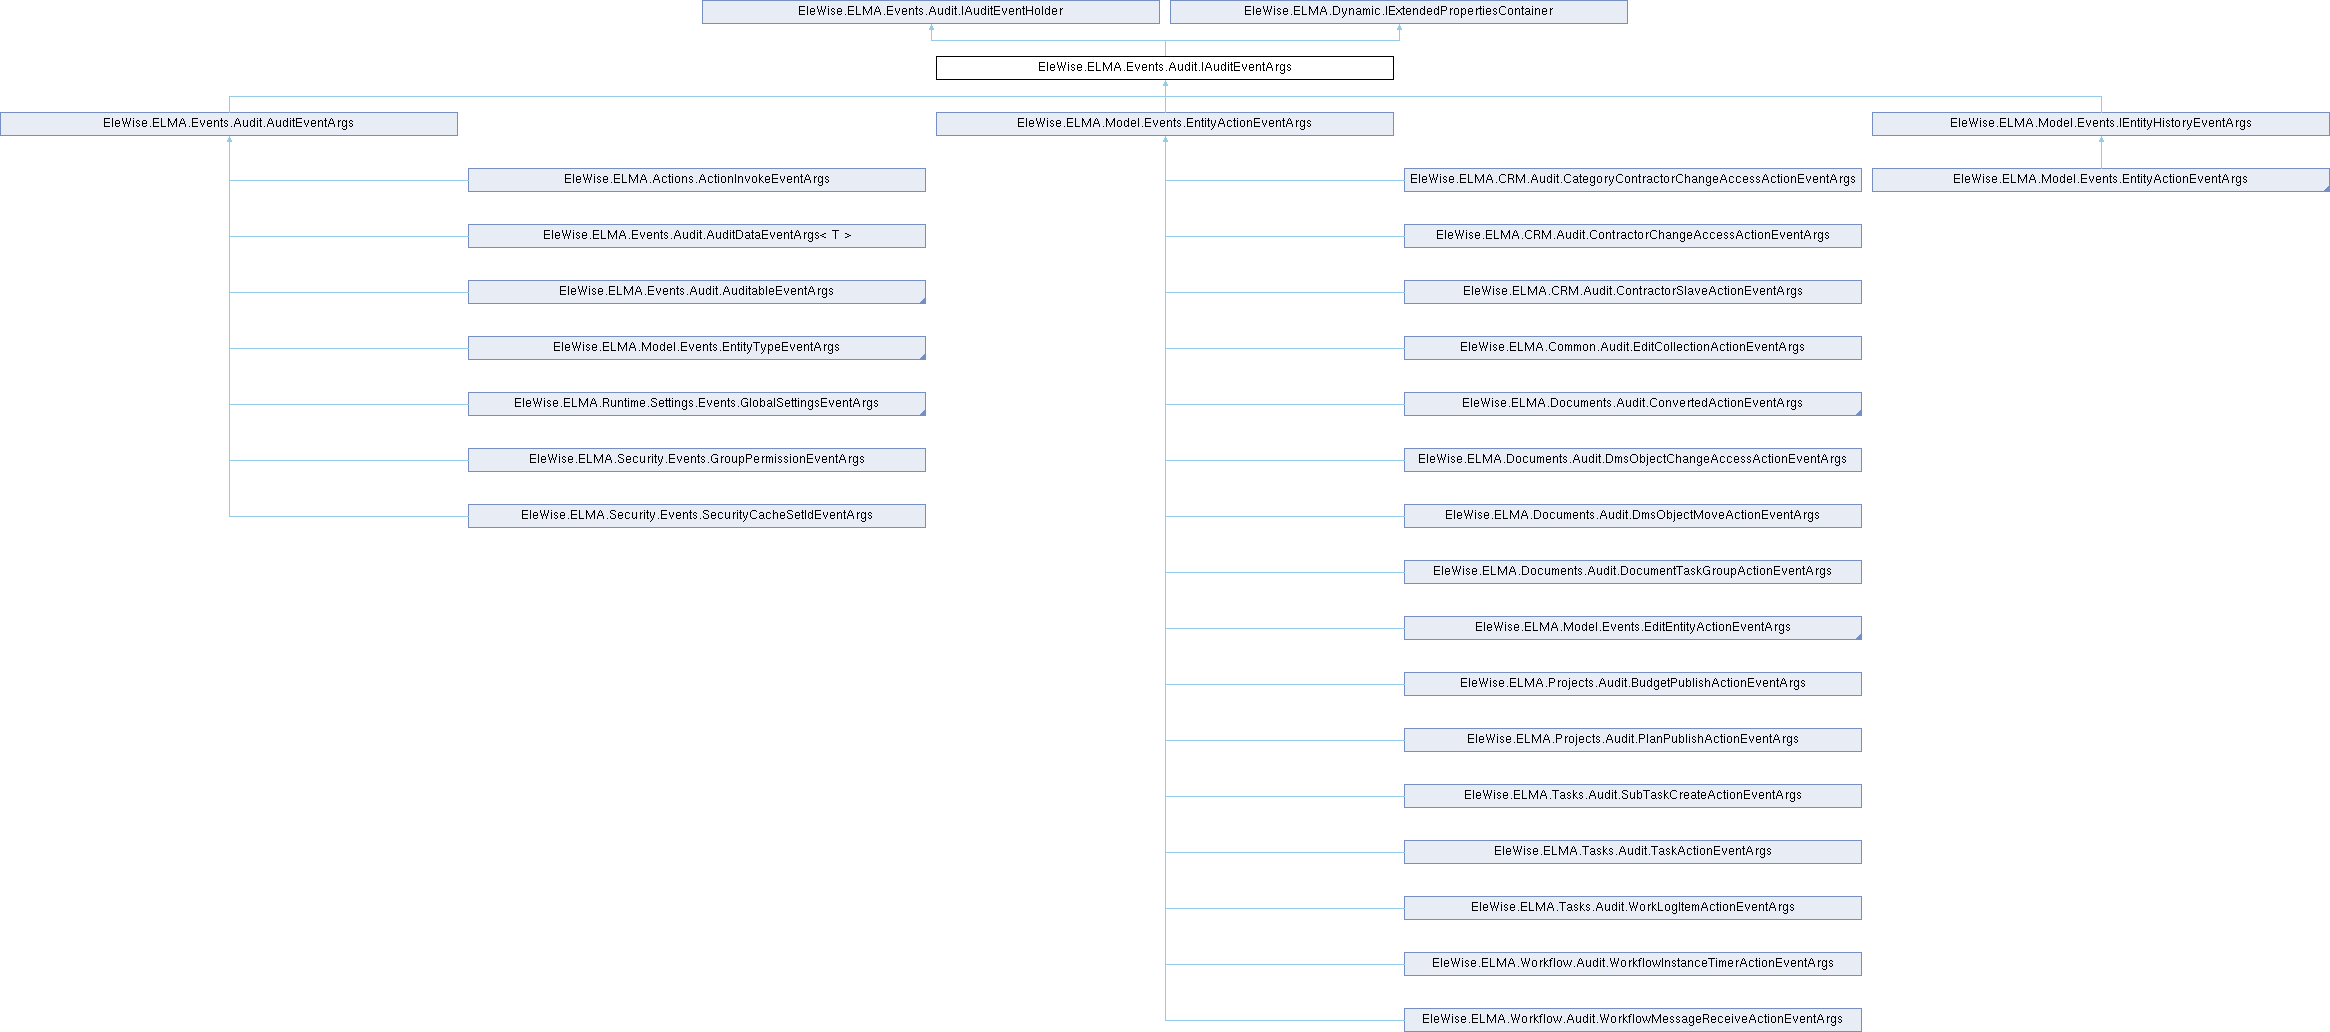 EleWise.ELMA.Events.Audit.IAuditEventHolder
EleWise.ELMA.Dynamic.IExtendedPropertiesContainer
EleWise.ELMA.Events.Audit.IAuditEventArgs
EleWise.ELMA.Events.Audit.AuditEventArgs
EleWise.ELMA.Model.Events.EntityActionEventArgs
EleWise.ELMA.Model.Events.IEntityHistoryEventArgs
EleWise.ELMA.Actions.ActionInvokeEventArgs
EleWise.ELMA.CRM.Audit.CategoryContractorChangeAccessActionEventArgs
EleWise.ELMA.Model.Events.EntityActionEventArgs
EleWise.ELMA.Events.Audit.AuditDataEventArgs< T >
EleWise.ELMA.CRM.Audit.ContractorChangeAccessActionEventArgs
EleWise.ELMA.Events.Audit.AuditableEventArgs
EleWise.ELMA.CRM.Audit.ContractorSlaveActionEventArgs
EleWise.ELMA.Model.Events.EntityTypeEventArgs
EleWise.ELMA.Common.Audit.EditCollectionActionEventArgs
EleWise.ELMA.Runtime.Settings.Events.GlobalSettingsEventArgs
EleWise.ELMA.Documents.Audit.ConvertedActionEventArgs
EleWise.ELMA.Security.Events.GroupPermissionEventArgs
EleWise.ELMA.Documents.Audit.DmsObjectChangeAccessActionEventArgs
EleWise.ELMA.Security.Events.SecurityCacheSetIdEventArgs
EleWise.ELMA.Documents.Audit.DmsObjectMoveActionEventArgs
EleWise.ELMA.Documents.Audit.DocumentTaskGroupActionEventArgs
EleWise.ELMA.Model.Events.EditEntityActionEventArgs
EleWise.ELMA.Projects.Audit.BudgetPublishActionEventArgs
EleWise.ELMA.Projects.Audit.PlanPublishActionEventArgs
EleWise.ELMA.Tasks.Audit.SubTaskCreateActionEventArgs
EleWise.ELMA.Tasks.Audit.TaskActionEventArgs
EleWise.ELMA.Tasks.Audit.WorkLogItemActionEventArgs
EleWise.ELMA.Workflow.Audit.WorkflowInstanceTimerActionEventArgs
EleWise.ELMA.Workflow.Audit.WorkflowMessageReceiveActionEventArgs